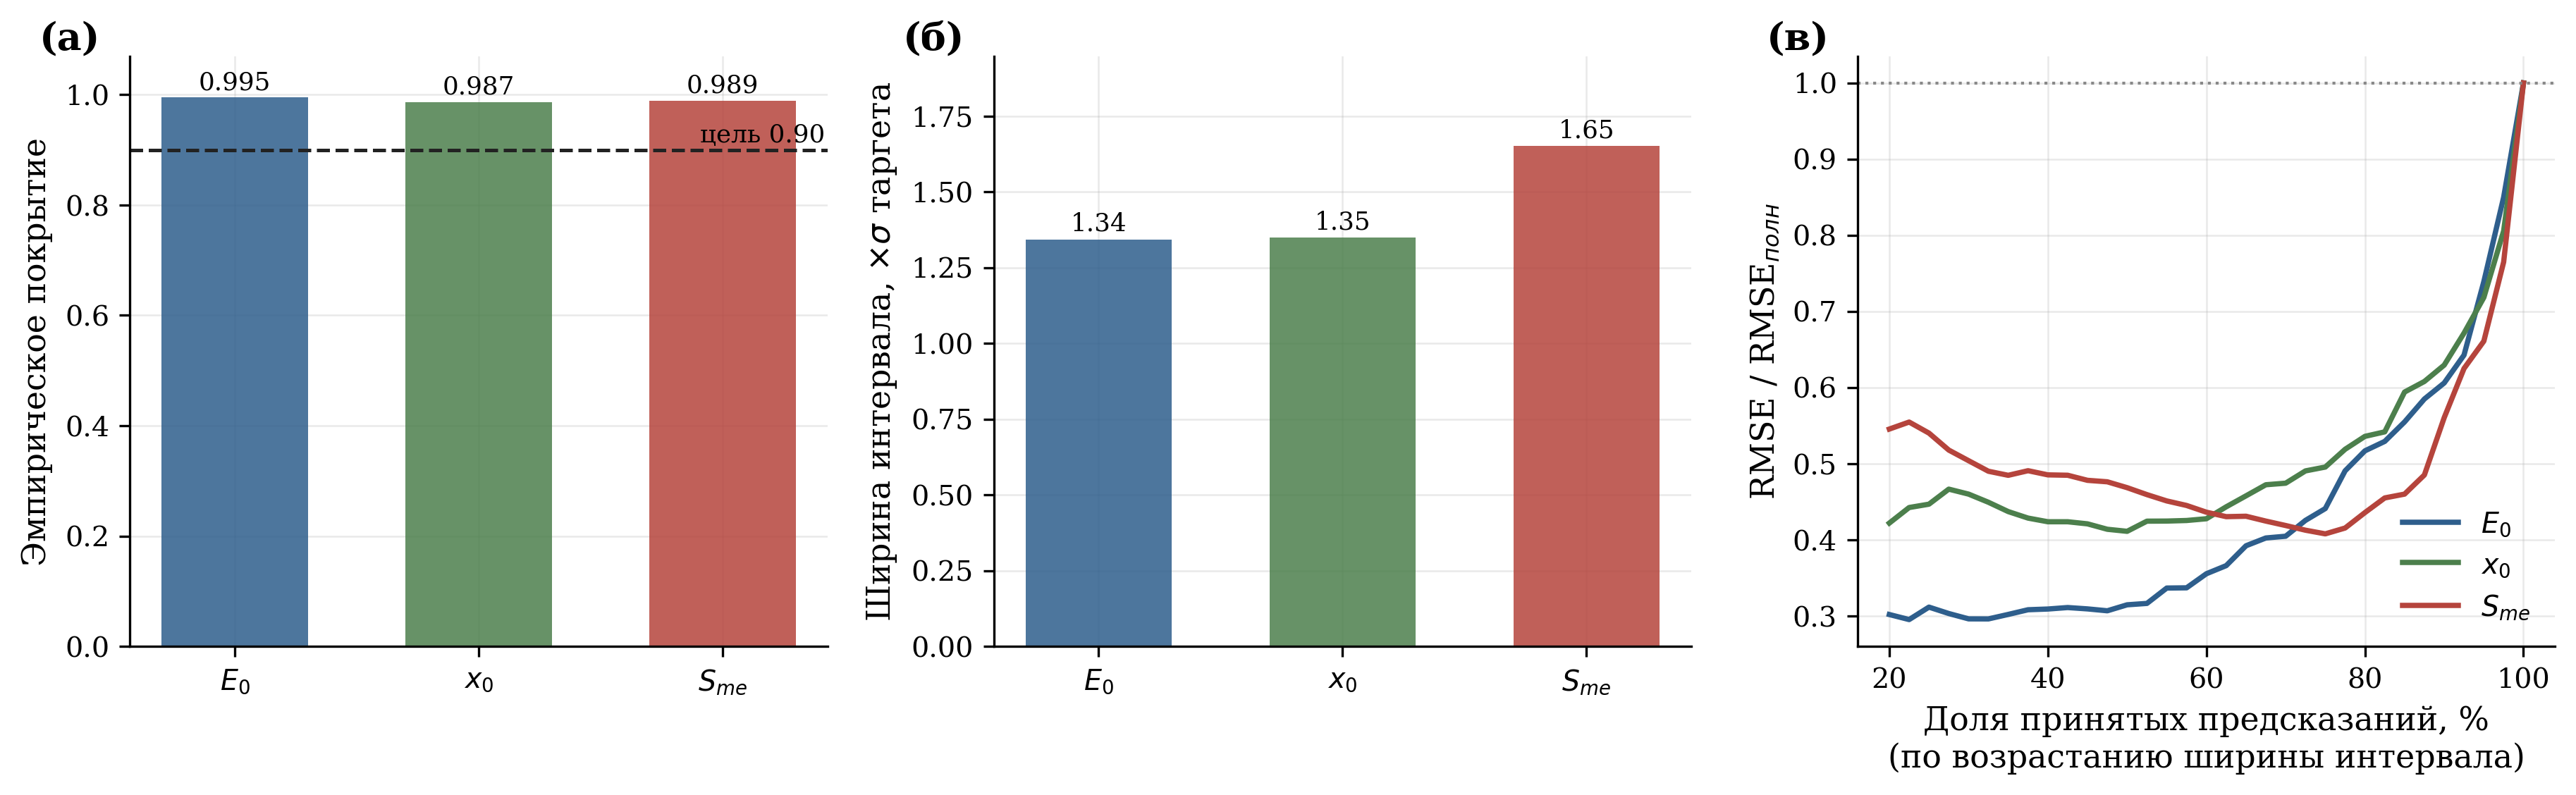 (а)
Эмпирическое покрытие
1.0
0.8
0.6
0.4
0.2
0.0
0.995
0.987
0.989
цель 0.90
E₀
x₀
Sₘₑ
(б)
Ширина интервала, ×σ таргета
1.75
1.50
1.25
1.00
0.75
0.50
0.25
0.00
1.34
1.35
1.65
E₀
x₀
Sₘₑ
(в)
RMSE / RMSEполн
1.0
0.9
0.8
0.7
0.6
0.5
0.4
0.3
E₀
x₀
Sₘₑ
20 40 60 80 100
Доля принятых предсказаний, %
(по возрастанию ширины интервала)